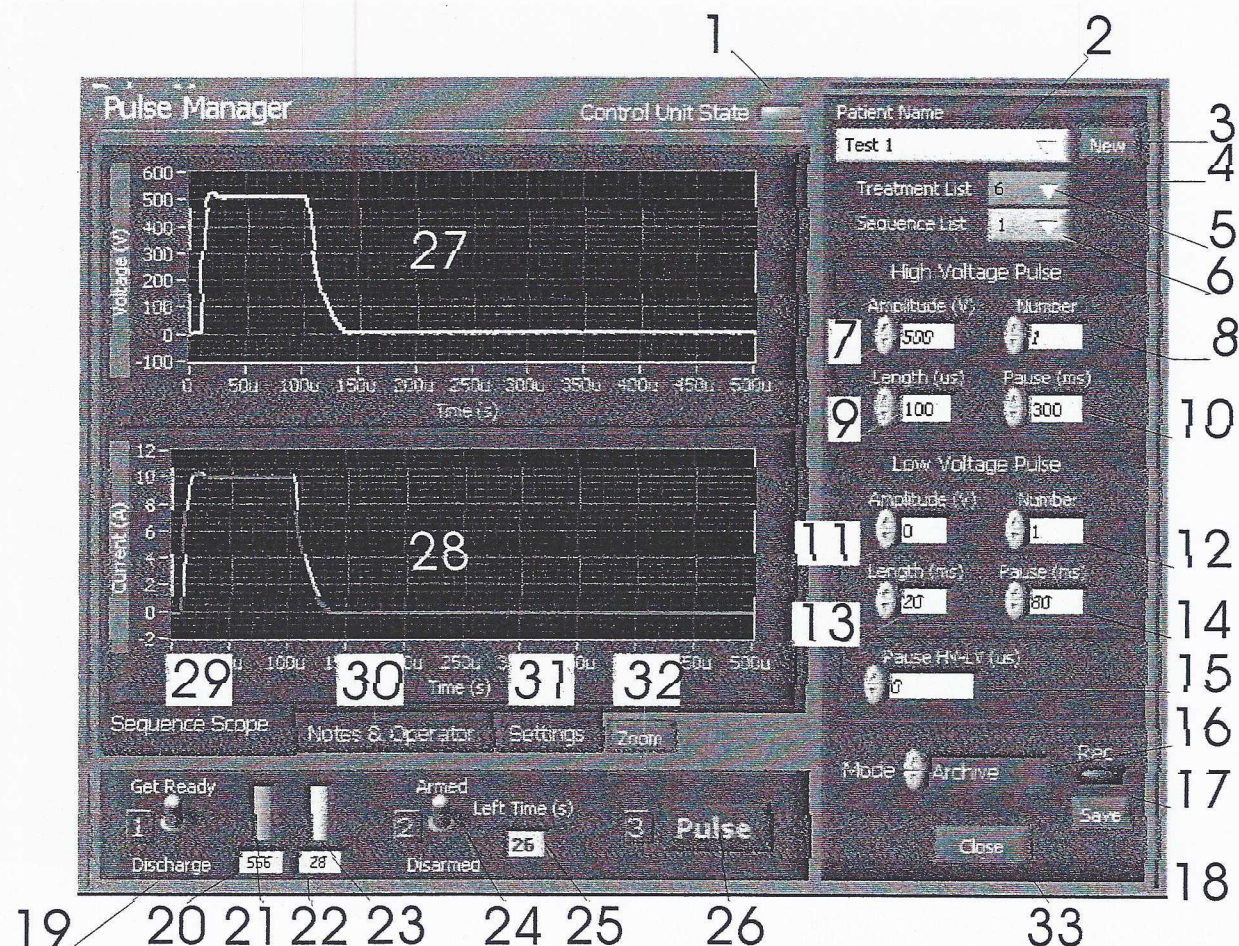 1
2
Pulse Manager
Control Unit State
Patient Name
3
Test 1
New
4
Treatment List
6
5
Sequence List
1
6
High Voltage Pulse
Amplitude (V)
Number
7
500
1
8
Length (us)
Pause (ms)
9
100
300
10
Low Voltage Pulse
Amplitude (V)
Number
11
0
1
12
Length (ms)
Pause (ms)
13
20
80
14
Pause HV-LV (us)
0
15
Mode
Archive
Rec
16
17
Save
Close
18
33
Voltage (V)
600
500
400
300
200
100
0
-100
27
0 50u 100u 150u 200u 250u 300u 350u 400u 450u 500u
Time (s)
Current (A)
12
10
8
6
4
2
0
28
100u 250u 500u
Time (s)
29 30 31 32
Sequence Scope
Notes & Operator
Settings
Zoom
Get Ready
1
Discharge
28
Armed
2
Disarmed
Left Time (s)
26
3
Pulse
19 20 21 22 23 24 25 26